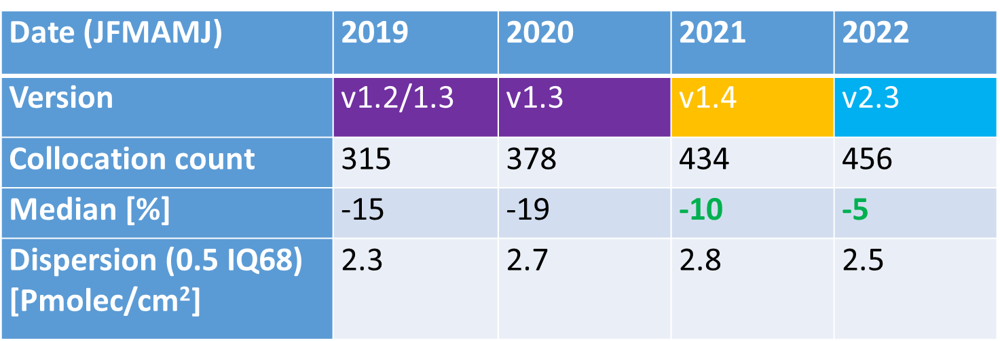 Date (JFMAMJ) 2019 2020 2021 2022
Version v1.2/1.3 v1.3 v1.4 v2.3
Collocation count 315 378 434 456
Median [%] -15 -19 -10 -5
Dispersion (0.5 IQ68) 2.3 2.7 2.8 2.5
[Pmolec/cm²]